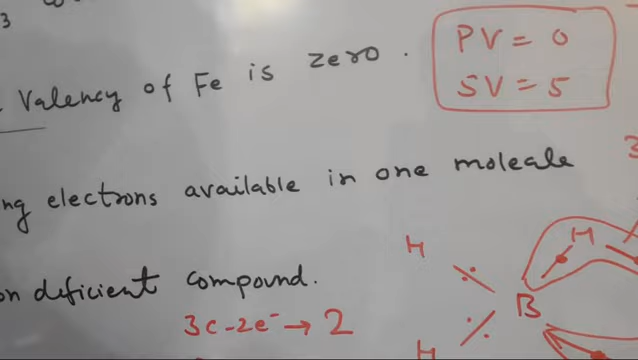 3
PV = 0
Valency of Fe is zero.
SV = 5
3
ng electrons available in one molecule
H
H
on deficient compound.
B
3c-2e⁻ → 2
H